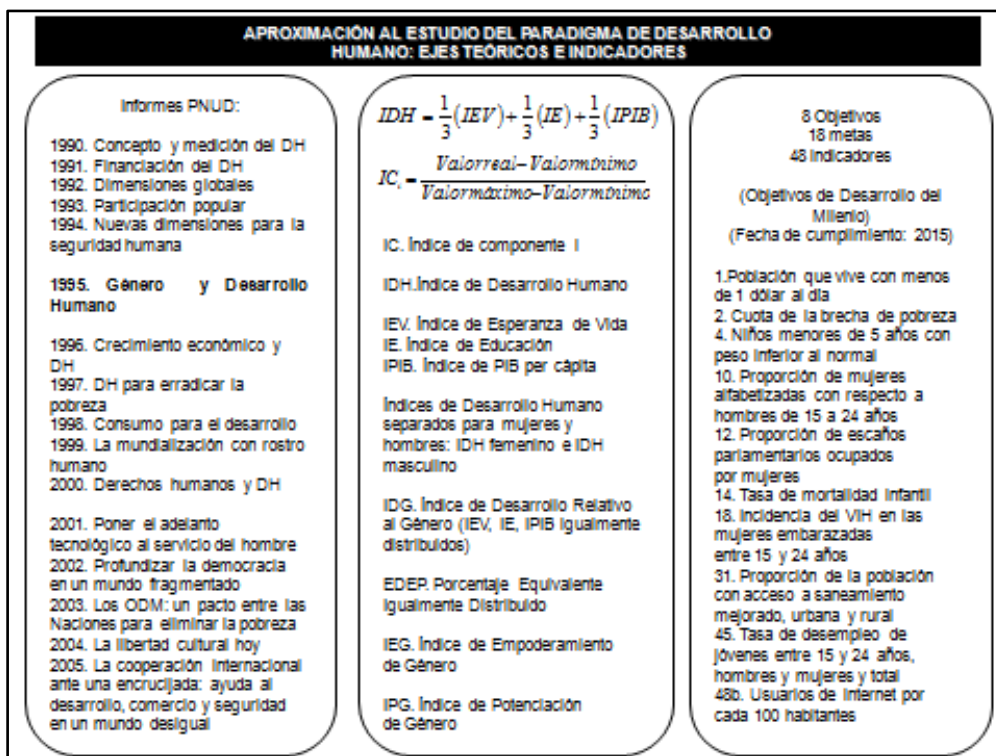 APROXIMACIÓN AL ESTUDIO DEL PARADIGMA DE DESARROLLO
HUMANO: EJES TEÓRICOS E INDICADORES
Informes PNUD:
1990. Concepto y medición del DH
1991. Financiación del DH
1992. Dimensiones globales
1993. Participación popular
1994. Nuevas dimensiones para la
seguridad humana
1995. Género y Desarrollo
Humano
1996. Crecimiento económico y
DH
1997. DH para erradicar la
pobreza
1998. Consumo para el desarrollo
1999. La mundialización con rostro
humano
2000. Derechos humanos y DH
2001. Poner el adelanto
tecnológico al servicio del hombre
2002. Profundizar la democracia
en un mundo fragmentado
2003. Los ODM: un pacto entre las
Naciones para eliminar la pobreza
2004. La libertad cultural hoy
2005. La cooperación internacional
ante una encrucijada: ayuda al
desarrollo, comercio y seguridad
en un mundo desigual
IDH = 1/3 (IEV) + 1/3 (IE) + 1/3 (IPIB)
ICᵢ = Valorreal – Valormínimo / Valormáximo – Valormínimo
IC. Índice de componente I
IDH.Índice de Desarrollo Humano
IEV. Índice de Esperanza de Vida
IE. Índice de Educación
IPIB. Índice de PIB per cápita
Índices de Desarrollo Humano
separados para mujeres y
hombres: IDH femenino e IDH
masculino
IDG. Índice de Desarrollo Relativo
al Género (IEV, IE, IPIB igualmente
distribuidos)
EDEP. Porcentaje Equivalente
Igualmente Distribuido
IEG. Índice de Empoderamiento
de Género
IPG. Índice de Potenciación
de Género
8 Objetivos
18 metas
48 Indicadores
(Objetivos de Desarrollo del
Milenio)
(Fecha de cumplimiento: 2015)
1.Población que vive con menos
de 1 dólar al día
2. Cuota de la brecha de pobreza
4. Niños menores de 5 años con
peso inferior al normal
10. Proporción de mujeres
alfabetizadas con respecto a
hombres de 15 a 24 años
12. Proporción de escaños
parlamentarios ocupados
por mujeres
14. Tasa de mortalidad infantil
18. Incidencia del VIH en las
mujeres embarazadas
entre 15 y 24 años
31. Proporción de la población
con acceso a saneamiento
mejorado, urbana y rural
45. Tasa de desempleo de
jóvenes entre 15 y 24 años,
hombres y mujeres y total
48b. Usuarios de Internet por
cada 100 habitantes